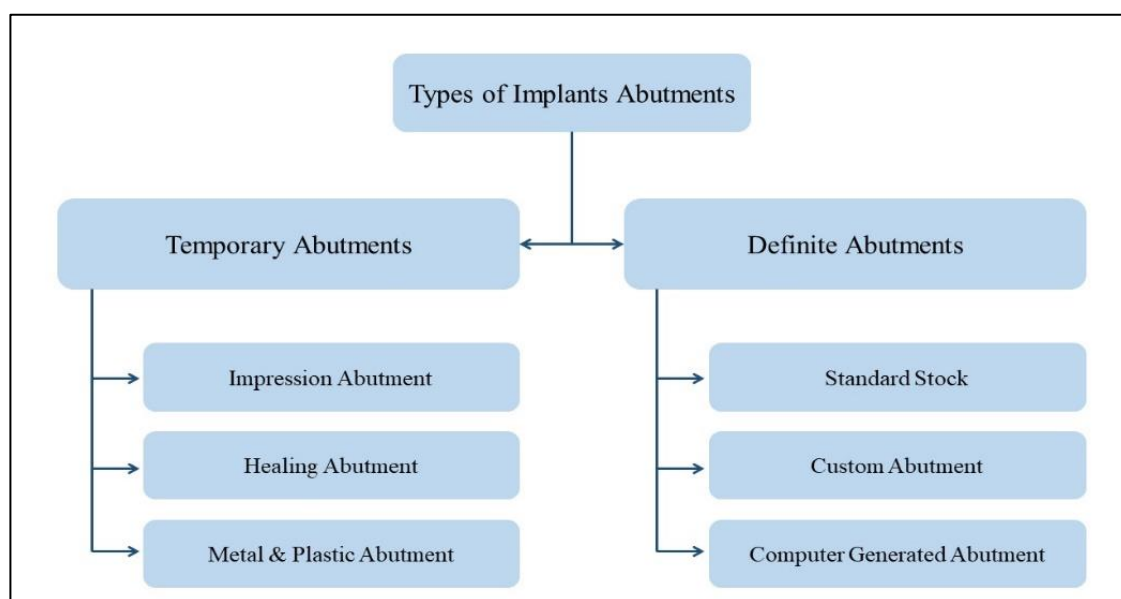 Types of Implants Abutments
Temporary Abutments
Definite Abutments
Impression Abutment
Standard Stock
Healing Abutment
Custom Abutment
Metal & Plastic Abutment
Computer Generated Abutment